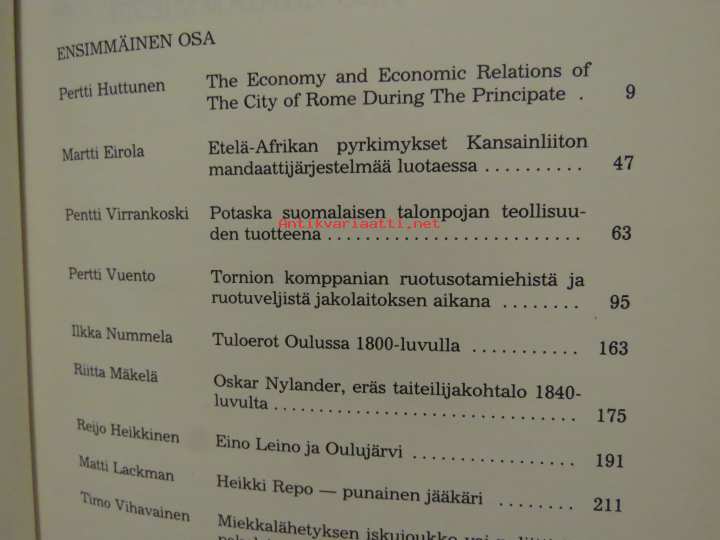 ENSIMMÄINEN OSA
Pertti Huttunen The Economy and Economic Relations of
The City of Rome During The Principate . 9
Martti Eirola Etelä-Afrikan pyrkimykset Kansainliiton
mandaattijärjestelmää luotaessa .......... 47
Pentti Virrankoski Potaska suomalaisen talonpojan teollisuu-
Antikvariaatti.net
den tuotteena .......................... 63
Pertti Vuento Tornion komppanian ruotusotamiehistä ja
ruotuveljistä jakolaitoksen aikana ........ 95
Ilkka Nummela Tuloerot Oulussa 1800-luvulla ........... 163
Riitta Mäkelä Oskar Nylander, eräs taiteilijakohtalo 1840-
luvulta ............................... 175
Reijo Heikkinen Eino Leino ja Oulujärvi ................. 191
Matti Lackman Heikki Repo — punainen jääkäri ........ 211
Timo Vihavainen Miekkalähetyksen iskujoukko vai